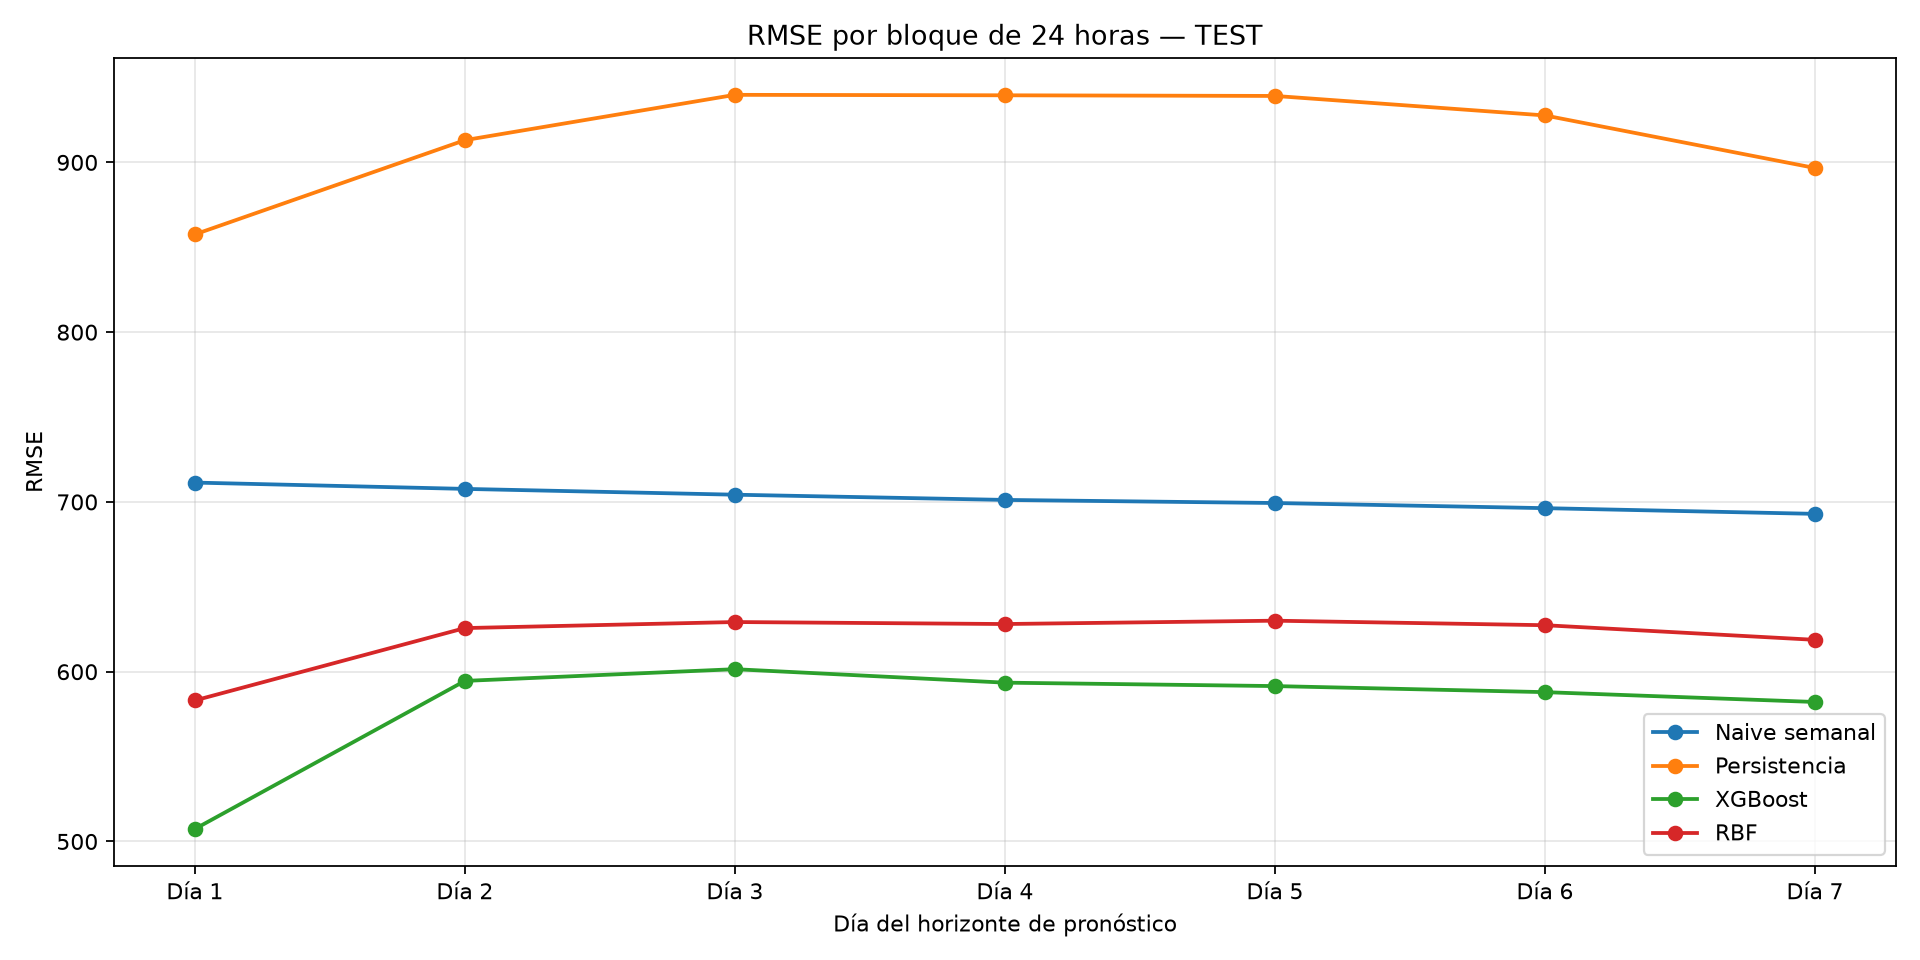 RMSE por bloque de 24 horas — TEST
RMSE
900
800
700
600
500
Naive semanal
Persistencia
XGBoost
RBF
Día 1
Día 2
Día 3
Día 4
Día 5
Día 6
Día 7
Día del horizonte de pronóstico